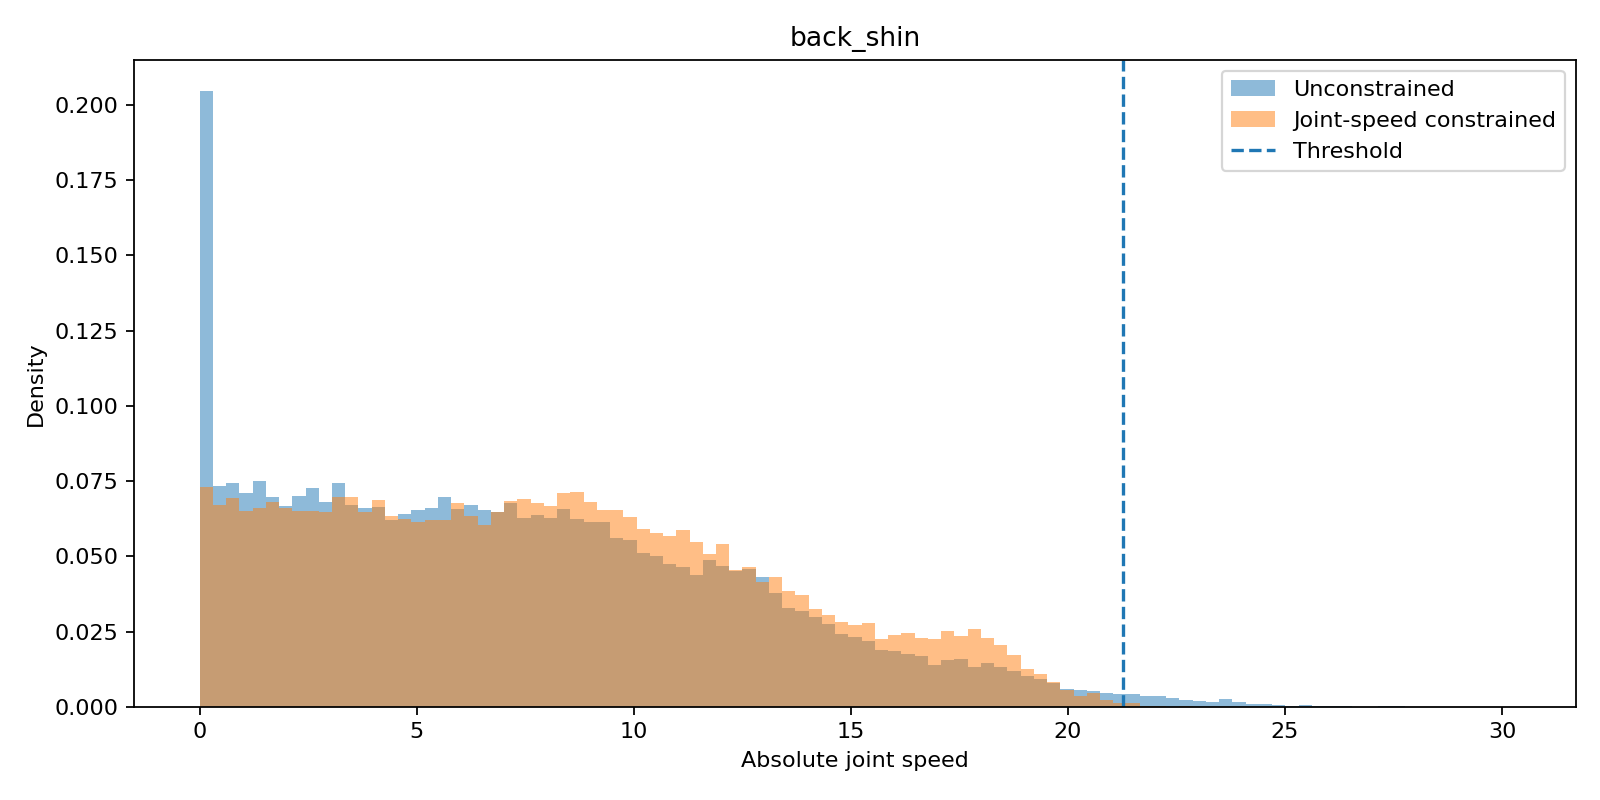 back_shin
Unconstrained
Joint-speed constrained
Threshold
Density
0.200
0.175
0.150
0.125
0.100
0.075
0.050
0.025
0.000
0 5 10 15 20 25 30
Absolute joint speed